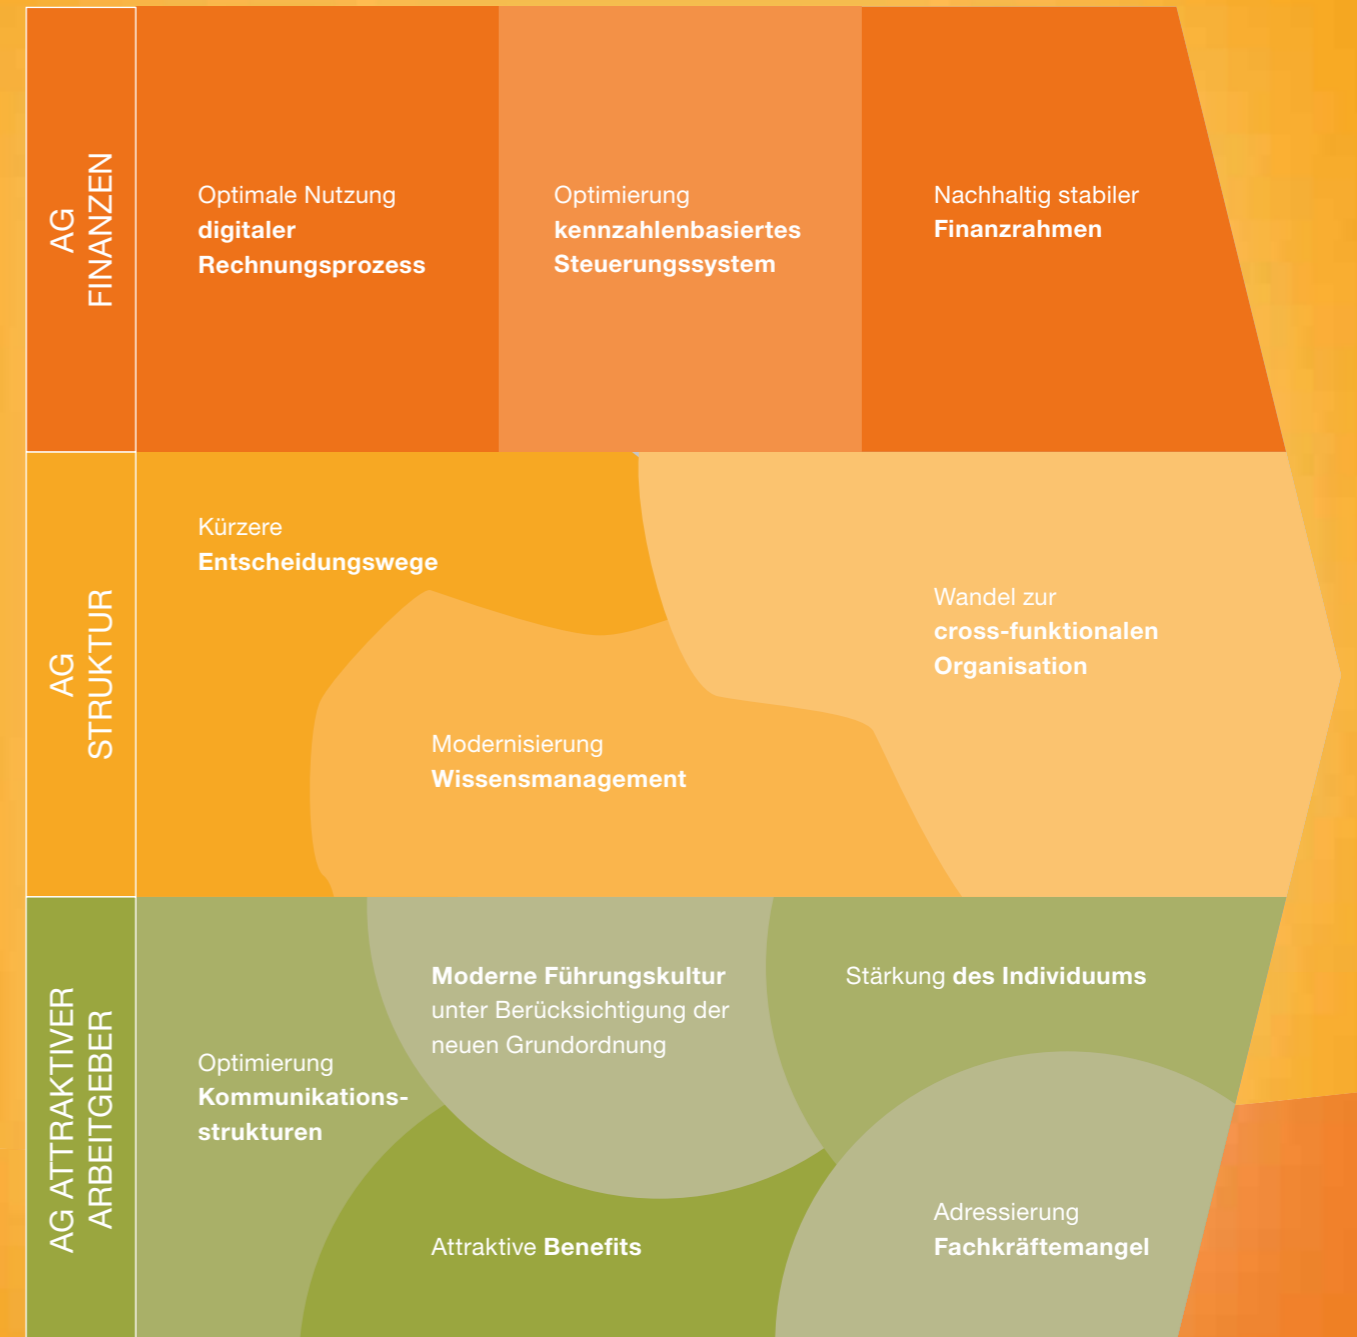 AG
FINANZEN
Optimale Nutzung
digitaler
Rechnungsprozess
Optimierung
kennzahlenbasiertes
Steuerungssystem
Nachhaltig stabiler
Finanzrahmen
AG
STRUKTUR
Kürzere
Entscheidungswege
Modernisierung
Wissensmanagement
Wandel zur
cross-funktionalen
Organisation
AG ATTRAKTIVER
ARBEITGEBER
Optimierung
Kommunikations-
strukturen
Moderne Führungskultur
unter Berücksichtigung der
neuen Grundordnung
Stärkung des Individuums
Attraktive Benefits
Adressierung
Fachkräftemangel